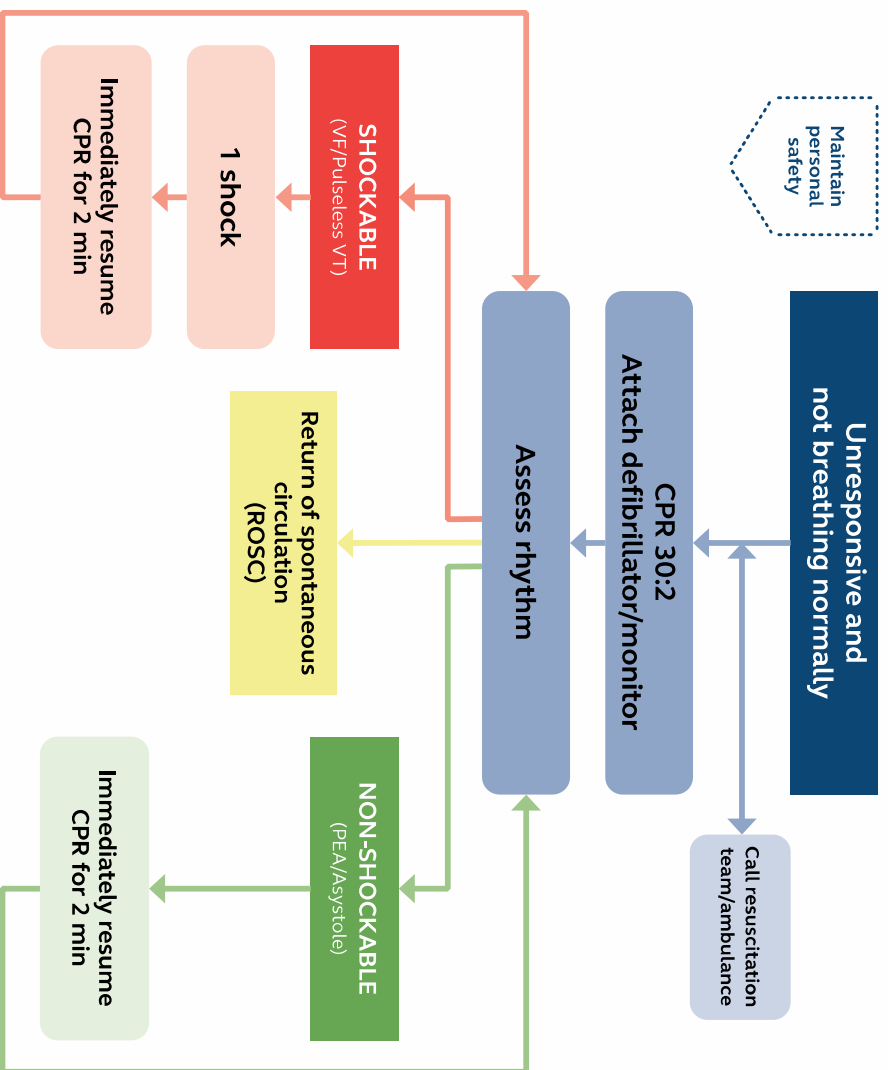 Maintain
personal
safety
Unresponsive and
not breathing normally
Call resuscitation
team/ambulance
CPR 30:2
Attach defibrillator/monitor
Assess rhythm
SHOCKABLE
(VF/Pulseless VT)
1 shock
Immediately resume
CPR for 2 min
Return of spontaneous
circulation
(ROSC)
NON-SHOCKABLE
(PEA/Asystole)
Immediately resume
CPR for 2 min